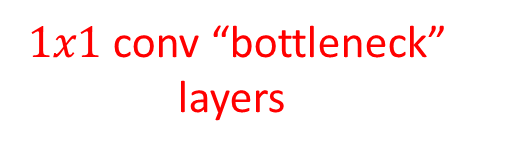 1x1 conv “bottleneck”
layers